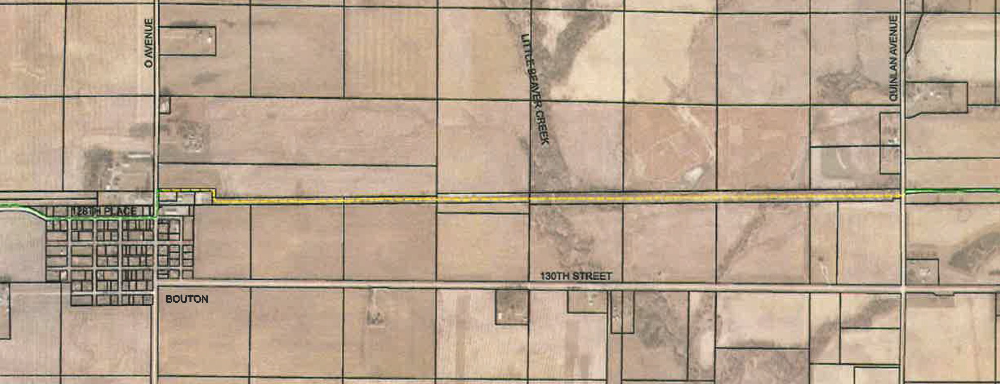 O AVENUE
LITTLE BEAVER CREEK
QUINLAN AVENUE
128TH PLACE
130TH STREET
BOUTON